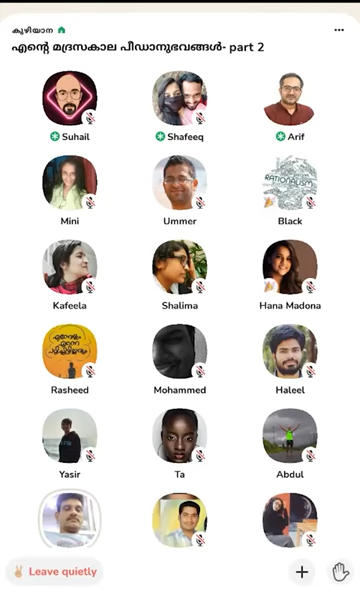 കുഴിയാന
എന്റെ മദ്രസകാല പീഡാനുഭവങ്ങൾ- part 2
Suhail Shafeeq Arif
Mini Ummer Black
RATIONALISM
Kafeela Shalima Hana Madona
Rasheed Mohammed Haleel
Yasir Ta Abdul
Leave quietly